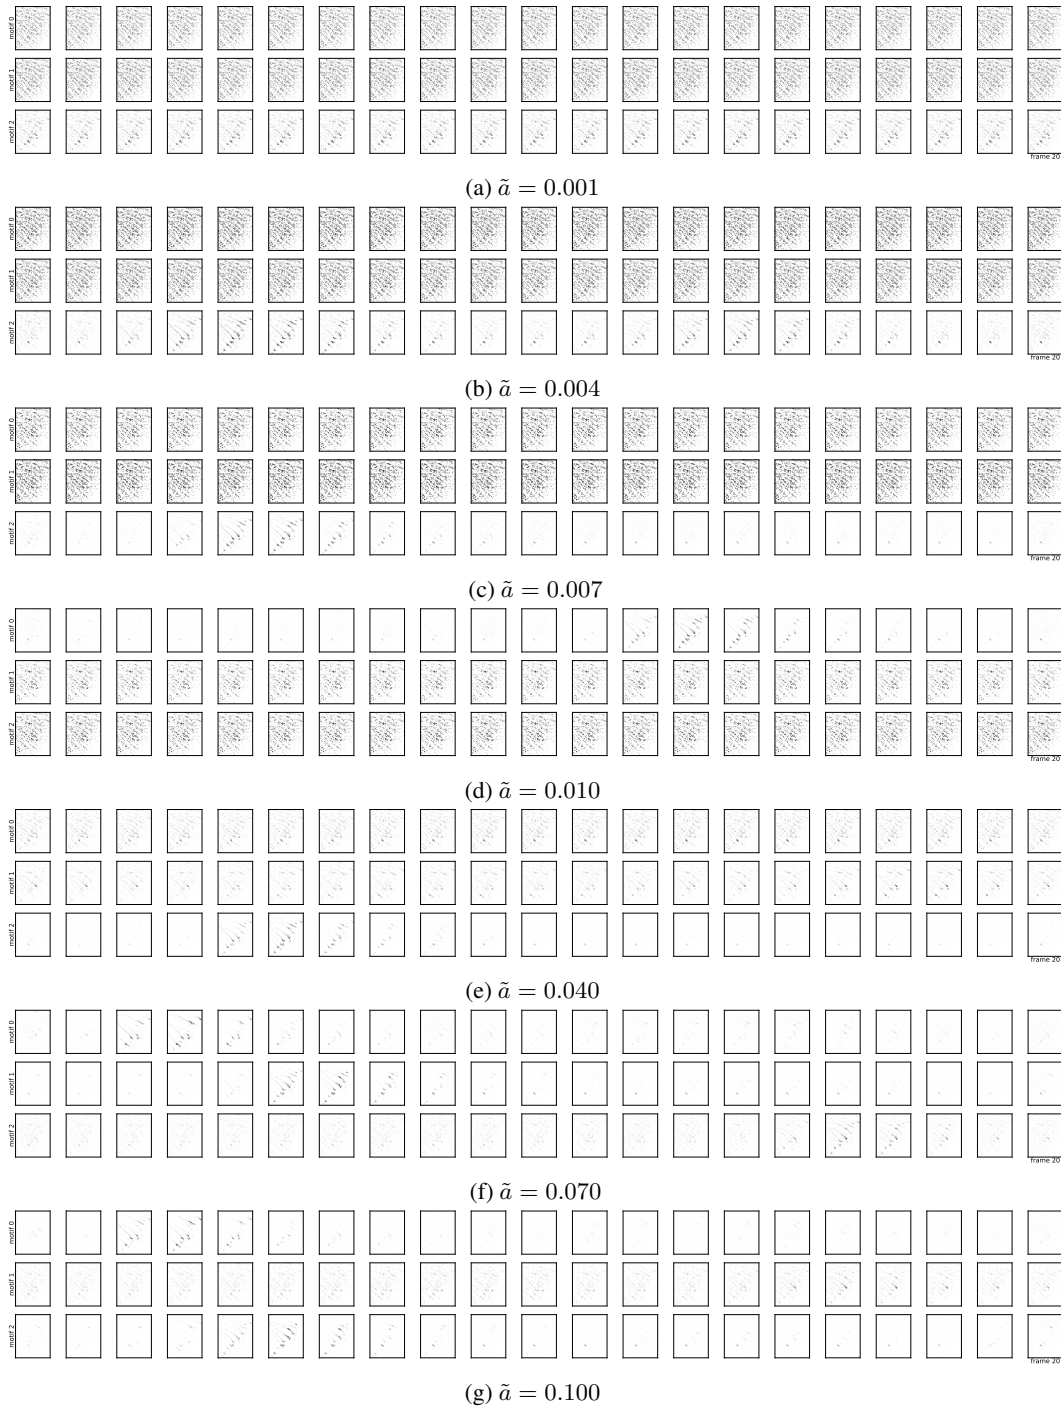 motif 0
motif 1
motif 2
frame 20
(a) ã = 0.001
motif 0
motif 1
motif 2
frame 20
(b) ã = 0.004
motif 0
motif 1
motif 2
frame 20
(c) ã = 0.007
motif 0
motif 1
motif 2
frame 20
(d) ã = 0.010
motif 0
motif 1
motif 2
frame 20
(e) ã = 0.040
motif 0
motif 1
motif 2
frame 20
(f) ã = 0.070
motif 0
motif 1
motif 2
frame 20
(g) ã = 0.100